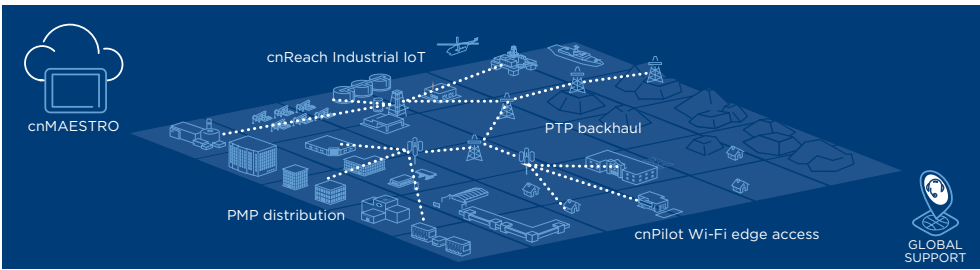 cnReach Industrial IoT
cnMAESTRO
PTP backhaul
PMP distribution
cnPilot Wi-Fi edge access
GLOBAL
SUPPORT